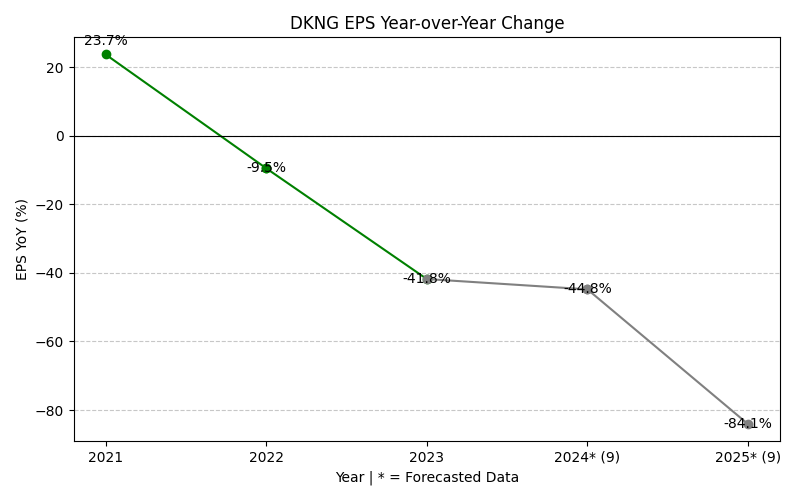 DKNG EPS Year-over-Year Change
23.7%
-9.5%
-41.8%
-44.8%
-84.1%
20
0
−20
−40
−60
−80
EPS YoY (%)
2021 2022 2023 2024* (9) 2025* (9)
Year | * = Forecasted Data